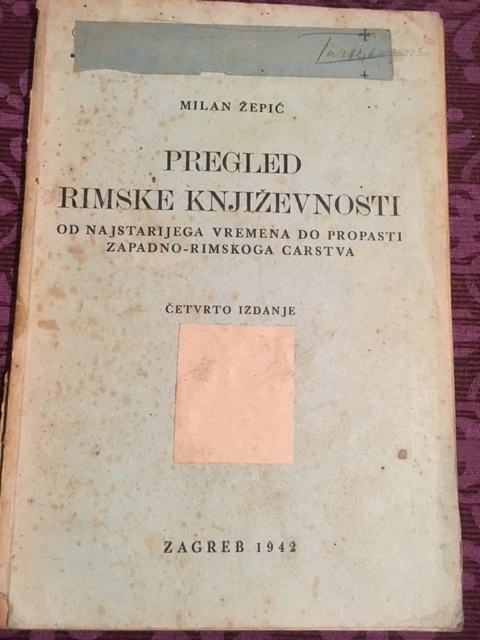 MILAN ŽEPIĆ
PREGLED
RIMSKE KNJIŽEVNOSTI
OD NAJSTARIJEGA VREMENA DO PROPASTI
ZAPADNO-RIMSKOGA CARSTVA
ČETVRTO IZDANJE
ZAGREB 1942